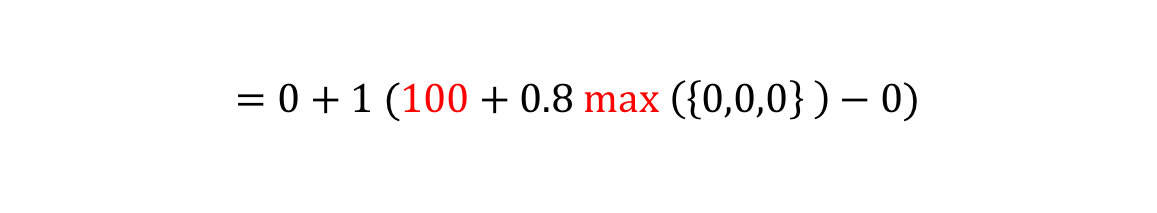 = 0 + 1 (100 + 0.8 max ({0,0,0} ) − 0)